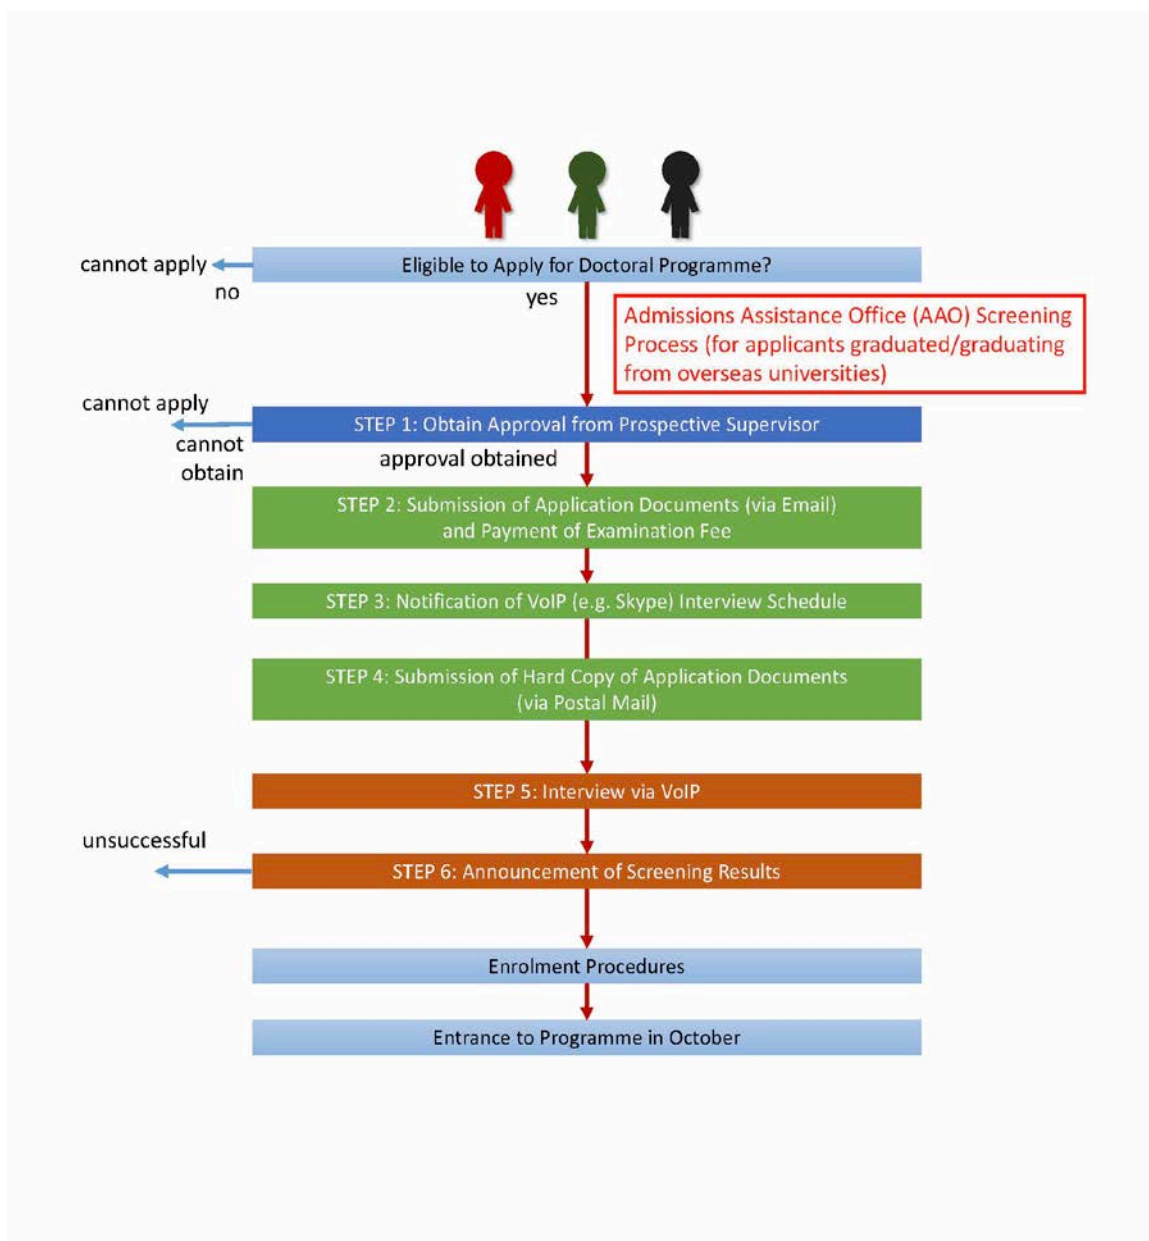 Eligible to Apply for Doctoral Programme?
cannot apply
no
yes
Admissions Assistance Office (AAO) Screening
Process (for applicants graduated/graduating
from overseas universities)
cannot apply
STEP 1: Obtain Approval from Prospective Supervisor
cannot
obtain
approval obtained
STEP 2: Submission of Application Documents (via Email)
and Payment of Examination Fee
STEP 3: Notification of VoIP (e.g. Skype) Interview Schedule
STEP 4: Submission of Hard Copy of Application Documents
(via Postal Mail)
STEP 5: Interview via VoIP
unsuccessful
STEP 6: Announcement of Screening Results
Enrolment Procedures
Entrance to Programme in October